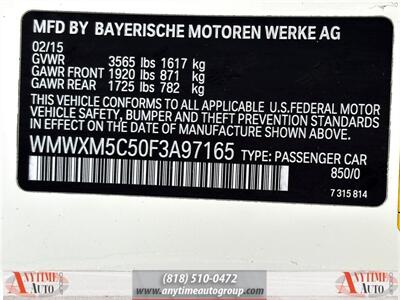 MFD BY BAYERISCHE MOTOREN WERKE AG
02/15
GVWR 3565 lbs 1617 kg
GAWR FRONT 1920 lbs 871 kg
GAWR REAR 1725 lbs 782 kg
THIS VEHICLE CONFORMS TO ALL APPLICABLE U.S.FEDERAL MOTOR
VEHICLE SAFETY, BUMPER AND THEFT PREVENTION STANDARDS IN
EFFECT ON THE DATE OF MANUFACTURE SHOWN ABOVE.
WMWXM5C50F3A97165 TYPE: PASSENGER CAR
850/0
7 315 814
ANYTIME AUTO
(818) 510-0472
www.anytimeautogroup.com
ANYTIME AUTO